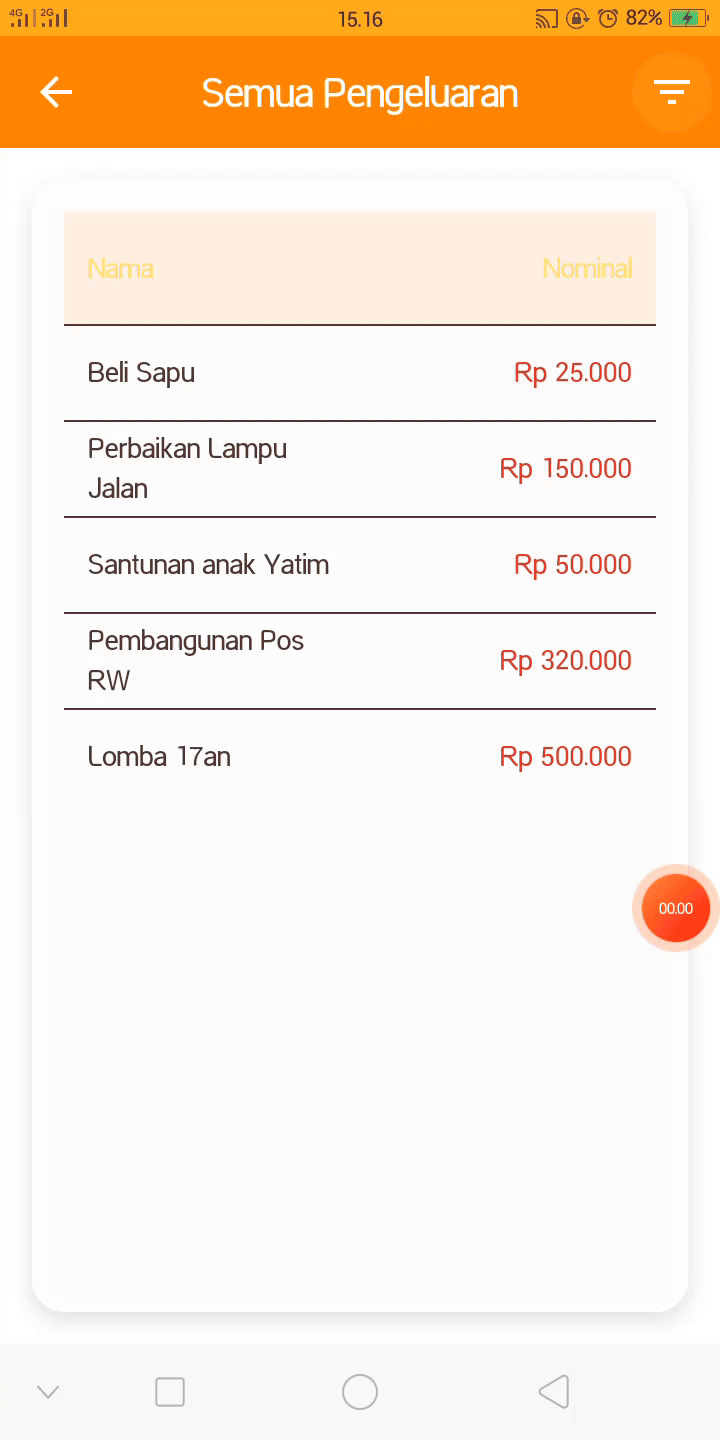 4G 2G 15.16 82%
Semua Pengeluaran
Nama Nominal
Beli Sapu Rp 25.000
Perbaikan Lampu
Jalan Rp 150.000
Santunan anak Yatim Rp 50.000
Pembangunan Pos
RW Rp 320.000
Lomba 17an Rp 500.000
00.00